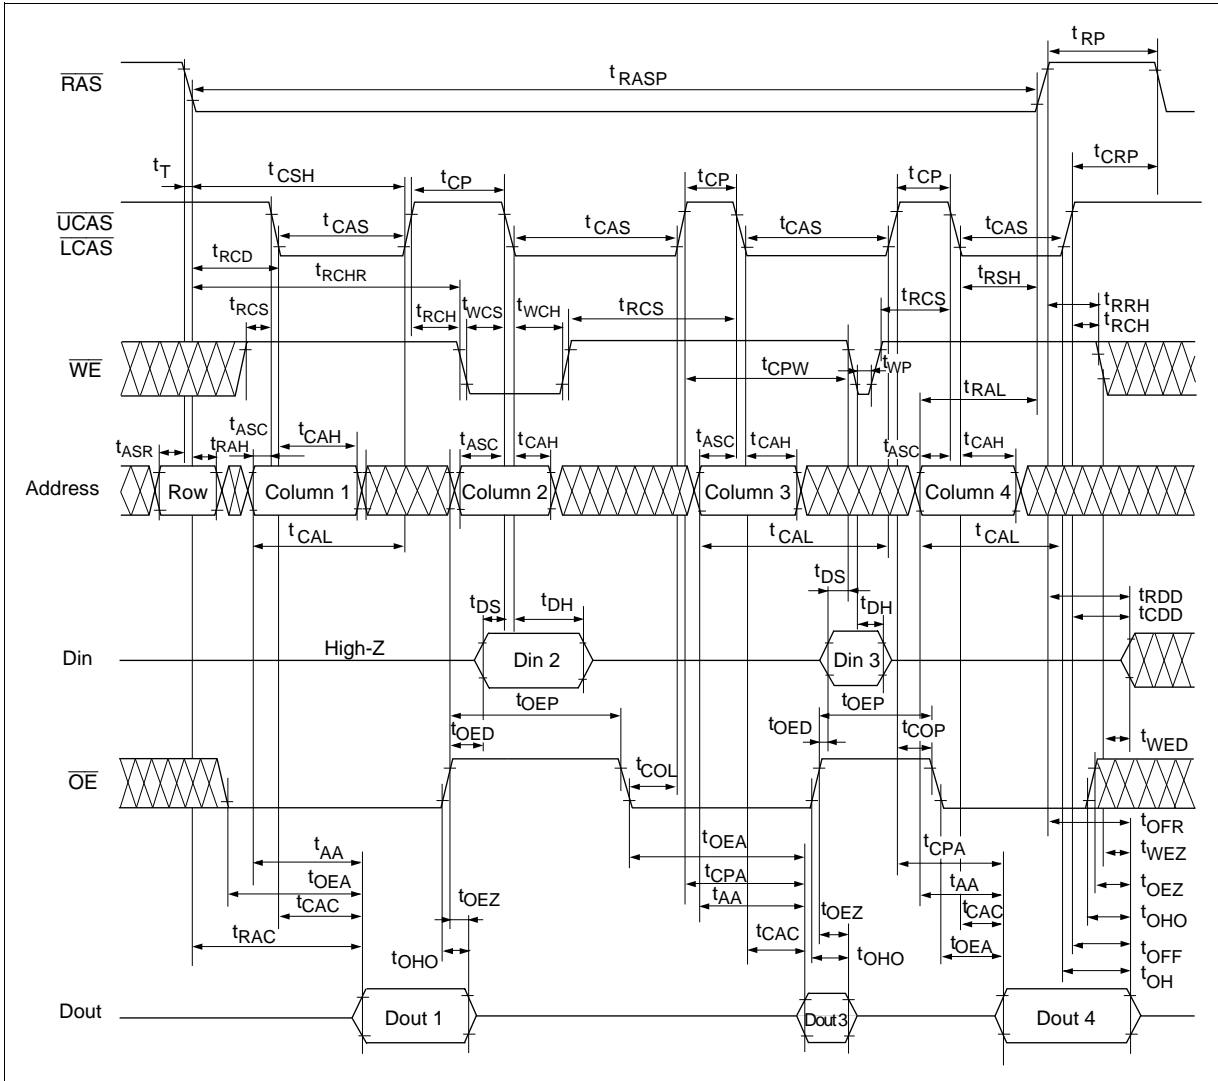 tRP
RAS
tRASP
tT
tCSH
tCP
tCP
tCP
tCRP
UCAS
LCAS
tCAS
tCAS
tCAS
tCAS
tRCD
tRCHR
tRSH
tRCS
tRCH
tWCS
tWCH
tRCS
tRCS
tRRH
tRCH
WE
tCPW
tWP
tRAL
tASR
tRAH
tASC
tCAH
tASC
tCAH
tASC
tCAH
tASC
tCAH
Address
Row
Column 1
Column 2
Column 3
Column 4
tCAL
tCAL
tCAL
tDS
tDH
tDS
tDH
tRDD
tCDD
Din
High-Z
Din 2
Din 3
tOEP
tOEP
tOED
tOED
tCOP
tWED
OE
tCOL
tOFR
tAA
tOEA
tCPA
tWEZ
tOEA
tCPA
tAA
tOEZ
tCAC
tOEZ
tAA
tOEZ
tCAC
tOHO
tRAC
tCAC
tOEA
tOHO
tOHO
tOFF
tOH
Dout
Dout 1
Dout 3
Dout 4